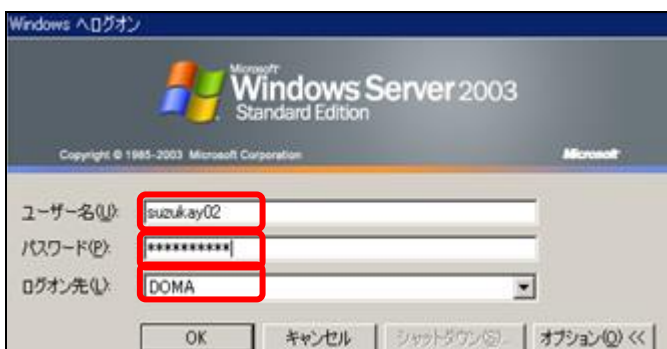 Windows へログオン
Microsoft
Windows Server 2003
Standard Edition
Copyright © 1985-2003 Microsoft Corporation
Microsoft
ユーザー名(U):
suzukay02
パスワード(P):
**********
ログオン先(L):
DOMA
OK
キャンセル
シャットダウン(S)...
オプション(O) <<